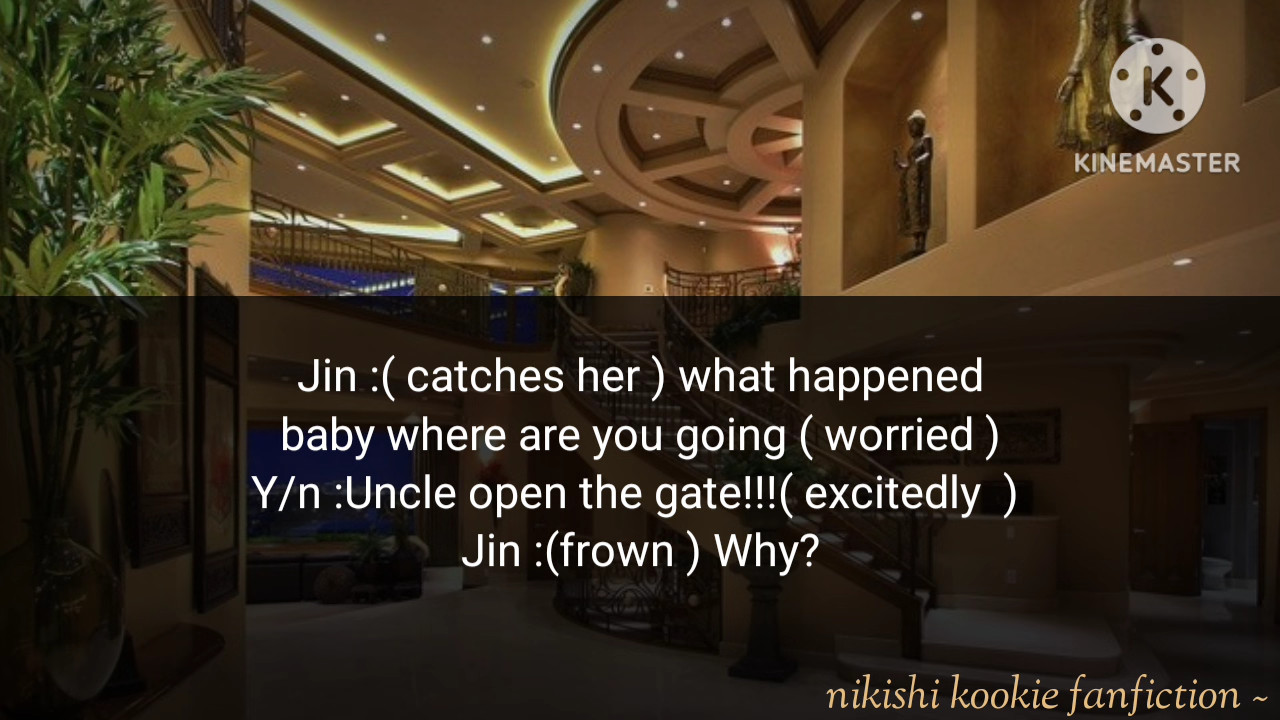 K
KINEMASTER
Jin :( catches her ) what happened
baby where are you going ( worried )
Y/n :Uncle open the gate!!!( excitedly  )
Jin :(frown ) Why?
nikishi kookie fanfiction ~